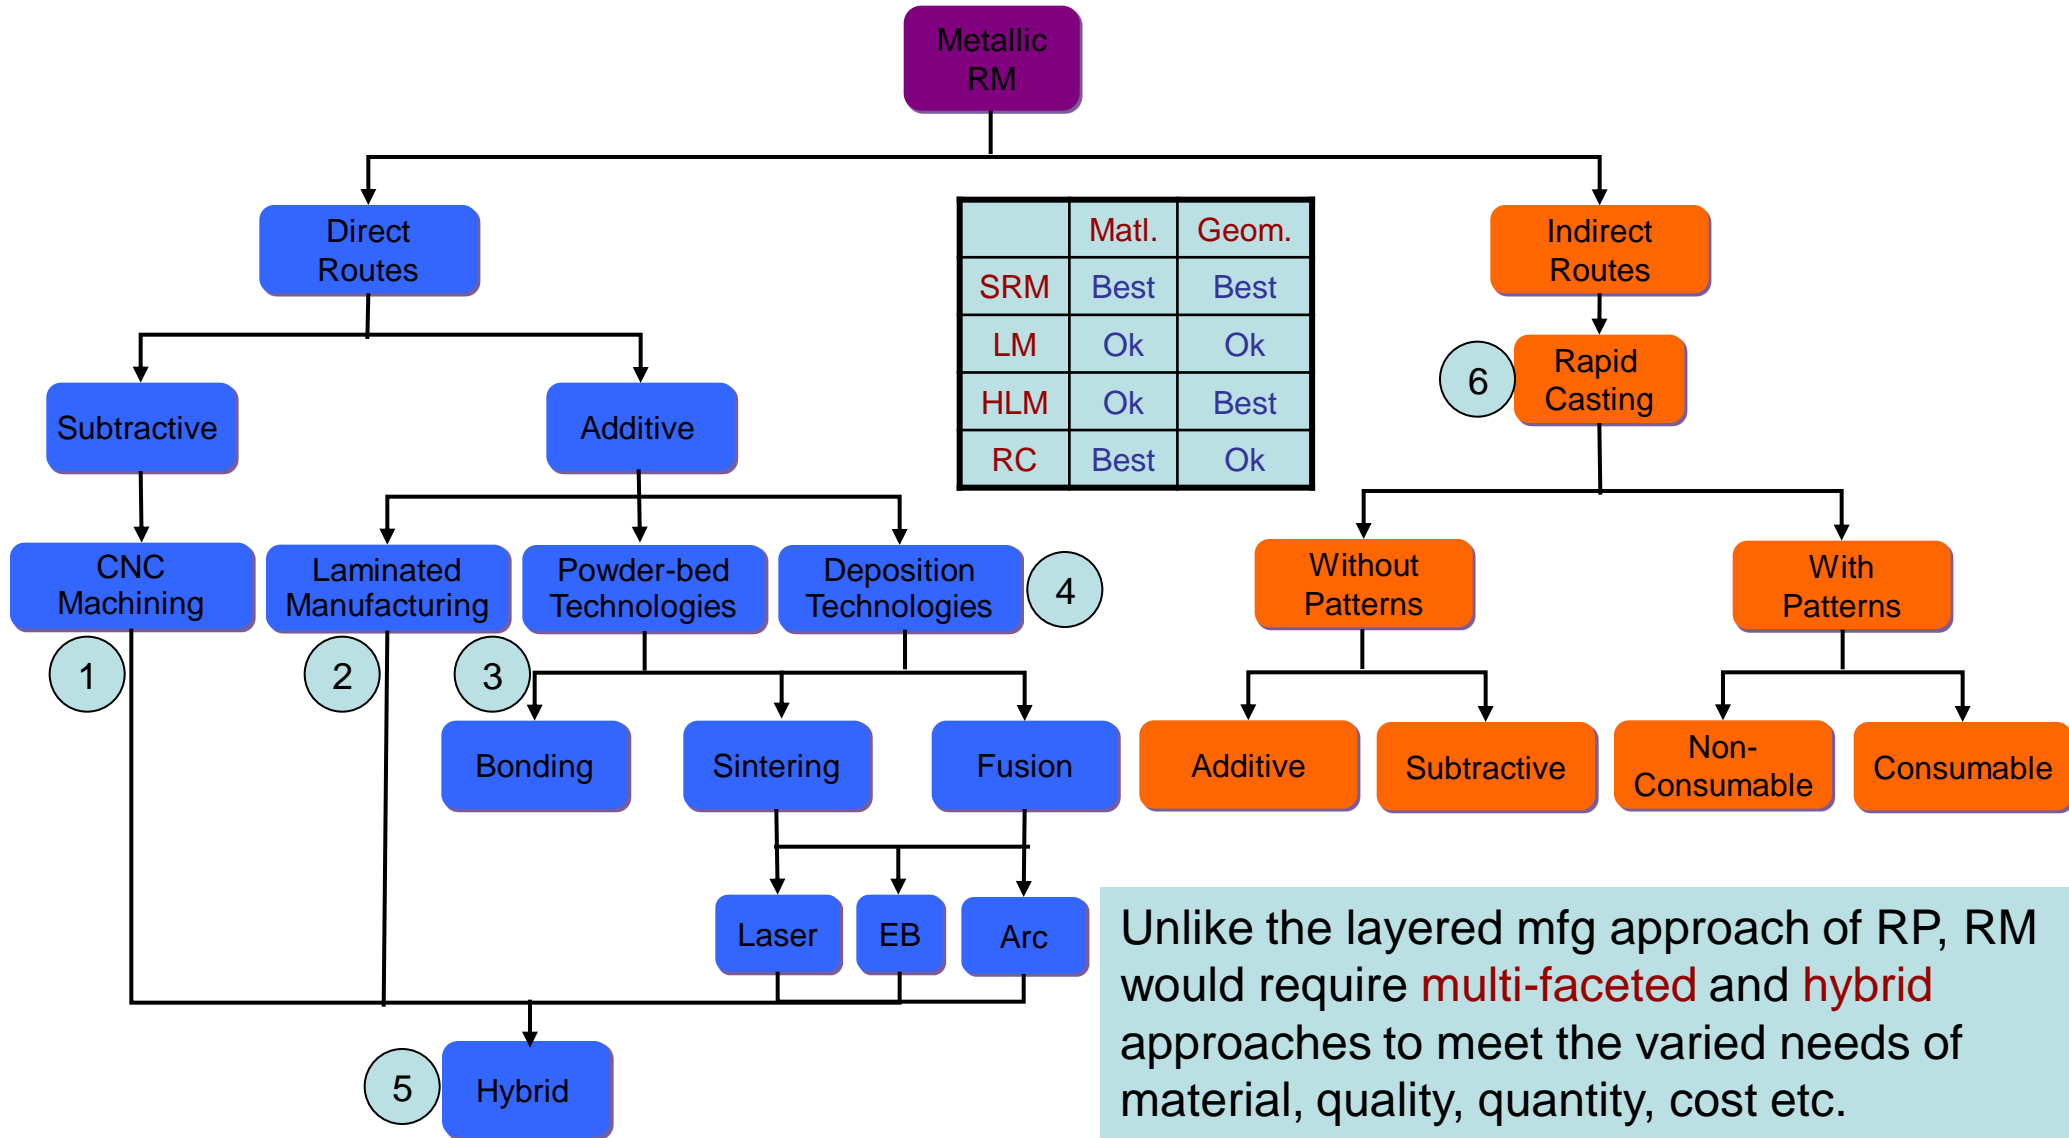 Metallic
RM
Direct
Routes
Indirect
Routes
Matl. Geom.
SRM Best Best
LM Ok Ok
HLM Ok Best
RC Best Ok
Subtractive
Additive
6
Rapid
Casting
CNC
Machining
Laminated
Manufacturing
Powder-bed
Technologies
Deposition
Technologies
4
Without
Patterns
With
Patterns
1
2
3
Bonding
Sintering
Fusion
Additive
Subtractive
Non-
Consumable
Consumable
Laser
EB
Arc
5
Hybrid
Unlike the layered mfg approach of RP, RM
would require multi-faceted and hybrid
approaches to meet the varied needs of
material, quality, quantity, cost etc.